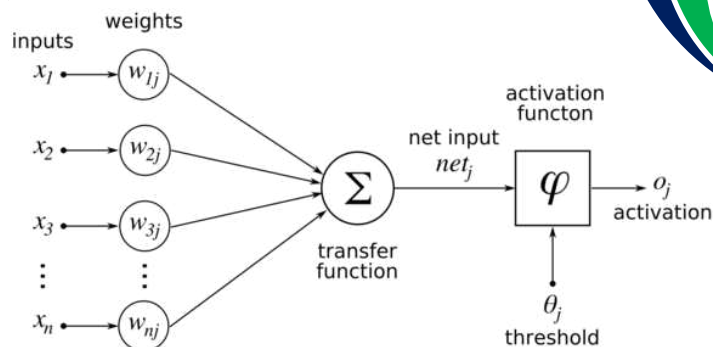 weights
inputs
x1
w1j
x2
w2j
x3
w3j
⋮ ⋮
xn
wnj
Σ
transfer
function
net input
netj
activation
functon
φ
oj
activation
θj
threshold